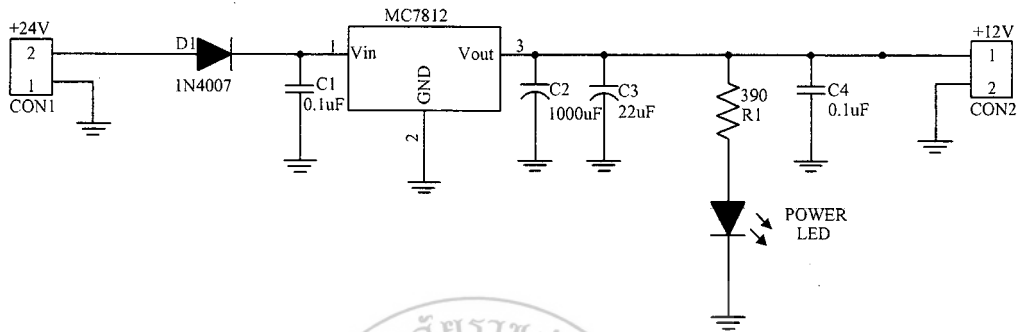 +24V
2
1
CON1
D1
1N4007
C1
0.1uF
MC7812
1
Vin
Vout
3
GND
2
C2
1000uF
C3
22uF
390
R1
C4
0.1uF
POWER
LED
+12V
1
2
CON2